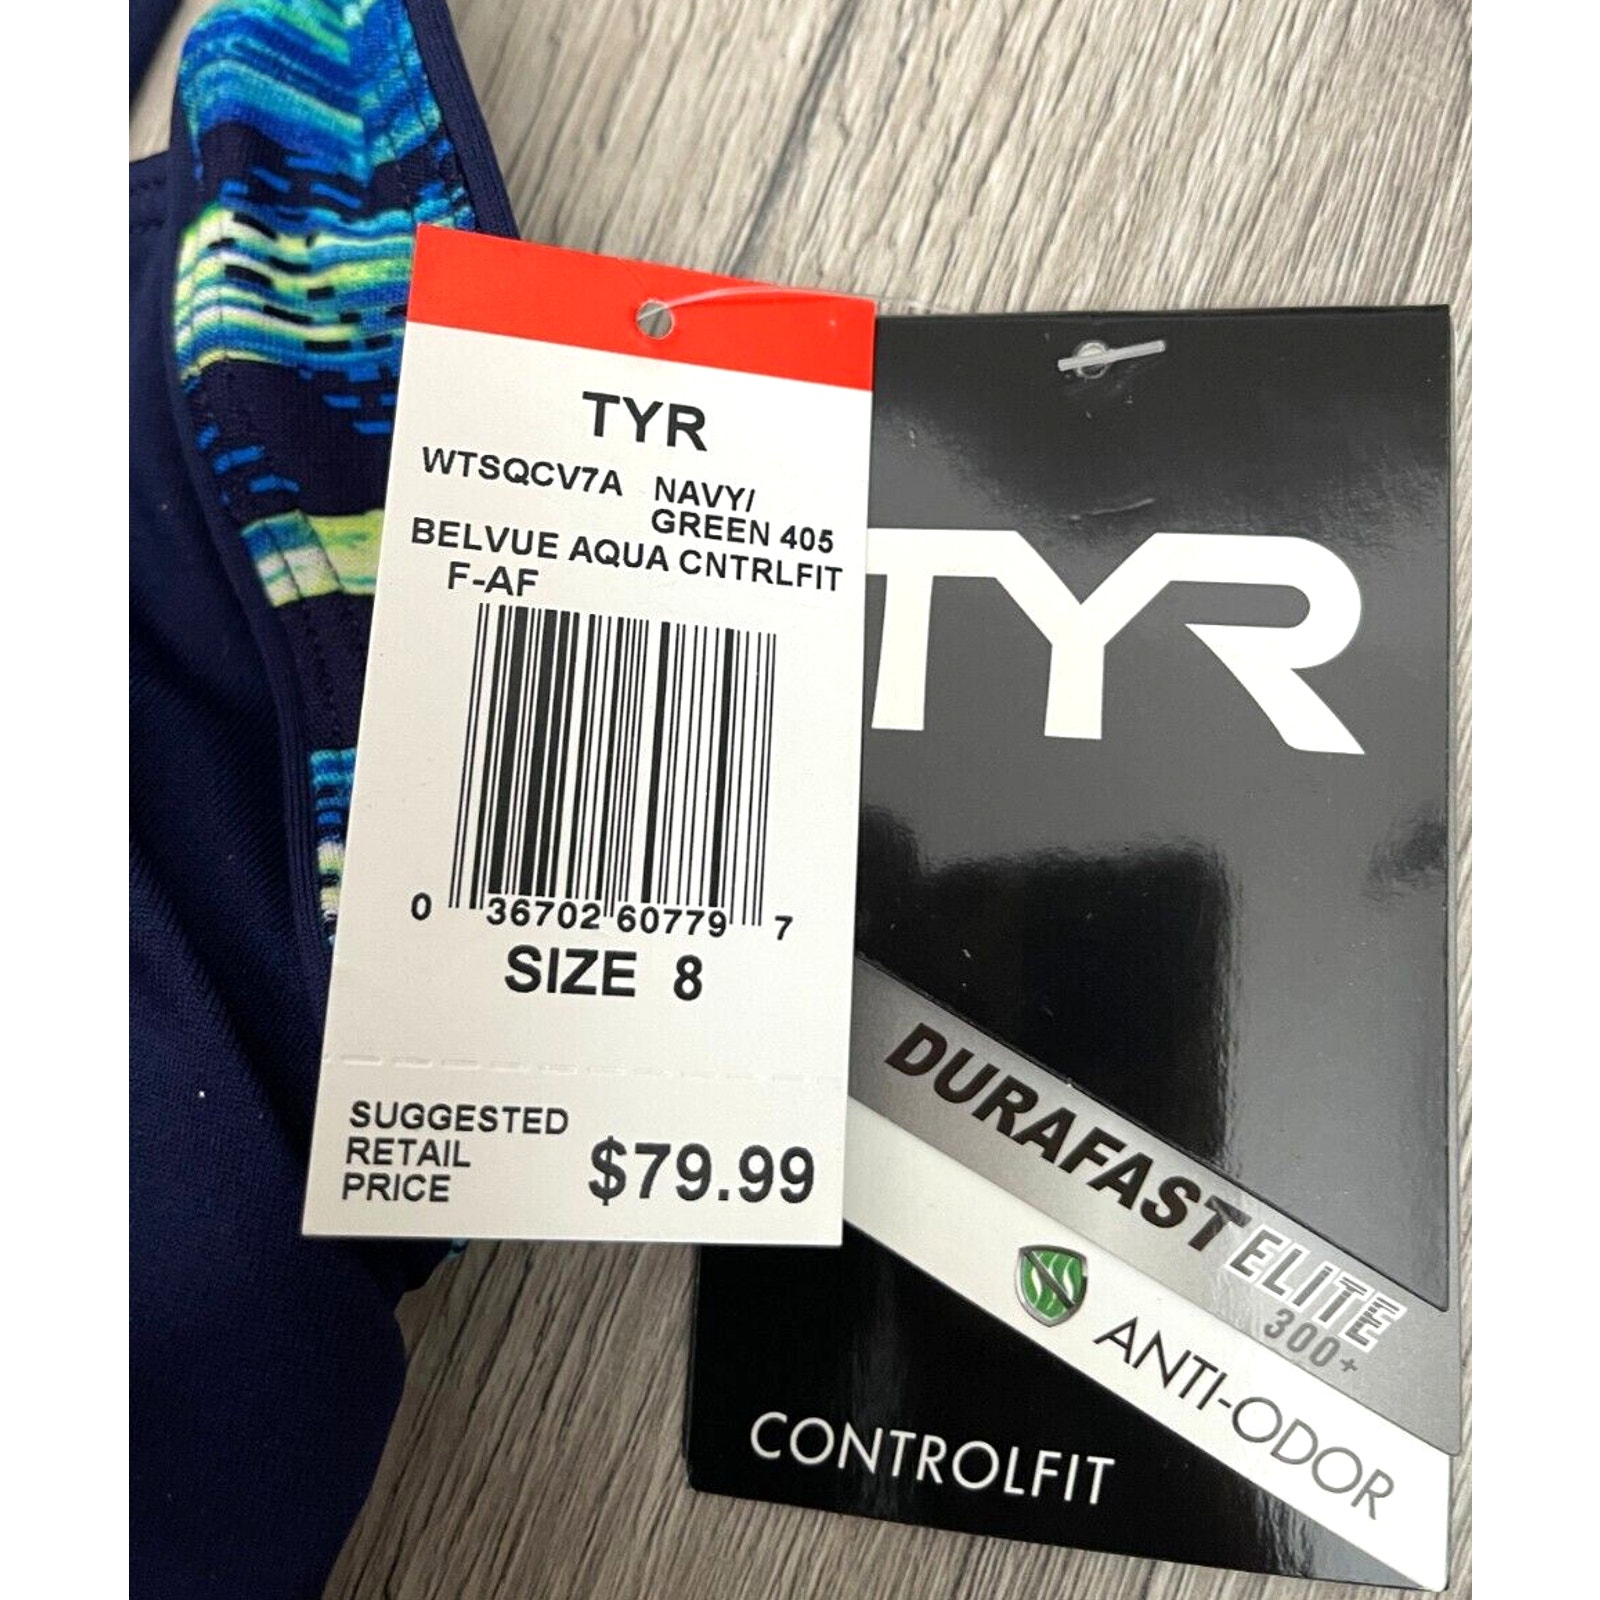 TYR
WTSQCV7A NAVY/
GREEN 405
BELVUE AQUA CNTRLFIT
F-AF
0 36702 60779 7
SIZE 8
SUGGESTED
RETAIL
PRICE
$79.99
TYR
DURAFAST ELITE
300+
ANTI-ODOR
CONTROLFIT